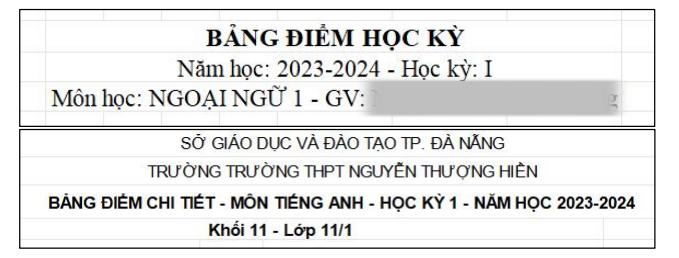 BẢNG ĐIỂM HỌC KỲ
Năm học: 2023-2024 - Học kỳ: I
Môn học: NGOẠI NGỮ 1 - GV:
SỞ GIÁO DỤC VÀ ĐÀO TẠO TP. ĐÀ NẴNG
TRƯỜNG TRƯỜNG THPT NGUYỄN THƯỢNG HIỀN
BẢNG ĐIỂM CHI TIẾT - MÔN TIẾNG ANH - HỌC KỲ 1 - NĂM HỌC 2023-2024
Khối 11 - Lớp 11/1